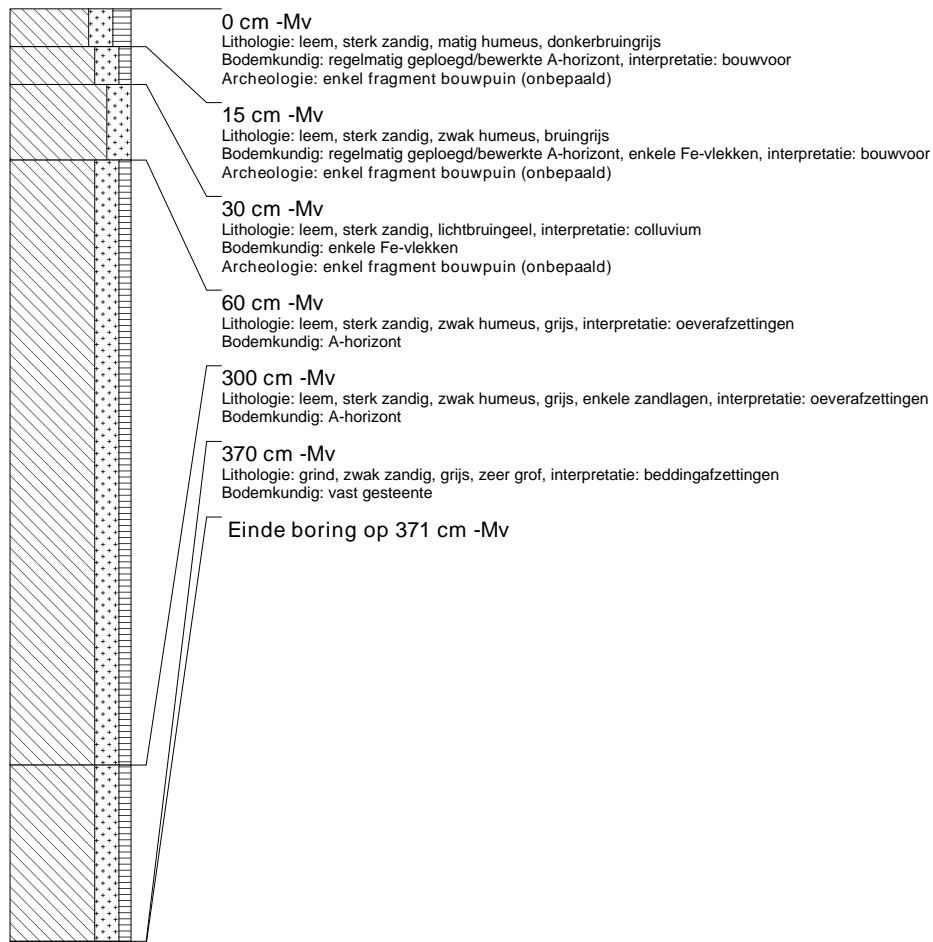 0 cm -Mv
Lithologie: leem, sterk zandig, matig humeus, donkerbruingrijs
Bodemkundig: regelmatig geploegd/bewerkte A-horizont, interpretatie: bouwvoor
Archeologie: enkel fragment bouwpuin (onbepaald)
15 cm -Mv
Lithologie: leem, sterk zandig, zwak humeus, bruingrijs
Bodemkundig: regelmatig geploegd/bewerkte A-horizont, enkele Fe-vlekken, interpretatie: bouwvoor
Archeologie: enkel fragment bouwpuin (onbepaald)
30 cm -Mv
Lithologie: leem, sterk zandig, lichtbruingeel, interpretatie: colluvium
Bodemkundig: enkele Fe-vlekken
Archeologie: enkel fragment bouwpuin (onbepaald)
60 cm -Mv
Lithologie: leem, sterk zandig, zwak humeus, grijs, interpretatie: oeverafzettingen
Bodemkundig: A-horizont
300 cm -Mv
Lithologie: leem, sterk zandig, zwak humeus, grijs, enkele zandlagen, interpretatie: oeverafzettingen
Bodemkundig: A-horizont
370 cm -Mv
Lithologie: grind, zwak zandig, grijs, zeer grof, interpretatie: beddingafzettingen
Bodemkundig: vast gesteente
Einde boring op 371 cm -Mv